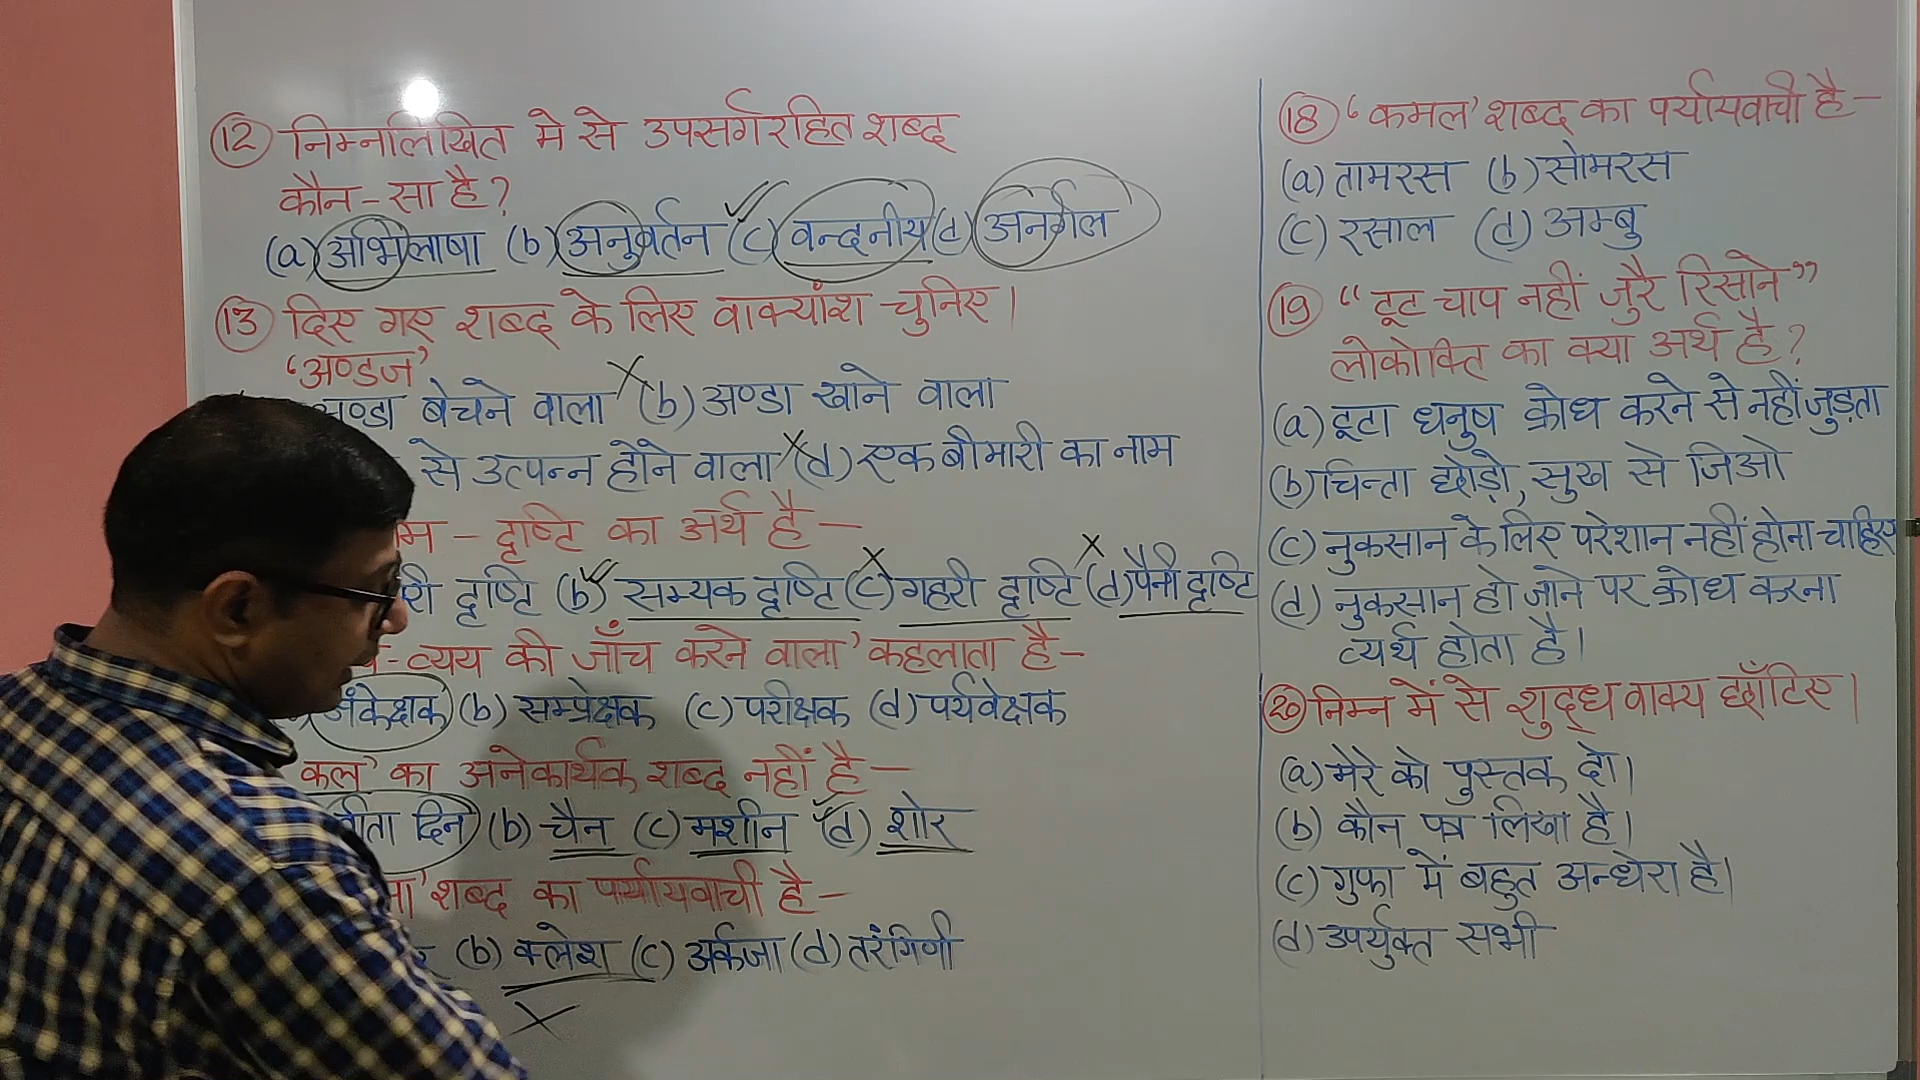 (12) निम्नलिखित मे से उपसर्ग रहित शब्द
कौन-सा है?
(a) अभिलाषा (b) अनुवर्तन (c) वन्दनीय (d) अनर्गल
(13) दिए गए शब्द के लिए वाक्यांश चुनिए।
'अण्डज'
अण्डा बेचने वाला (b) अण्डा खाने वाला
से उत्पन्न होने वाला (d) एक बीमारी का नाम
म - दृष्टि का अर्थ है -
री दृष्टि (b) सम्यक दृष्टि (c) गहरी दृष्टि (d) पैनी दृष्टि
-व्यय की जाँच करने वाला' कहलाता है-
अंकेक्षक (b) सम्प्रेक्षक (c) परीक्षक (d) पर्यवेक्षक
कल' का अनेकार्थक शब्द नहीं है -
बीता दिन (b) चैन (c) मशीन (d) शोर
ना' शब्द का पर्यायवाची है -
(b) क्लेश (c) अर्कजा (d) तरंगिणी
(18) 'कमल' शब्द का पर्यायवाची है -
(a) तामरस (b) सोमरस
(c) रसाल (d) अम्बु
(19) "टूट चाप नहीं जुरै रिसाने"
लोकोक्ति का क्या अर्थ है?
(a) टूटा धनुष क्रोध करने से नहीं जुड़ता
(b) चिन्ता छोड़ो, सुख से जिओ
(c) नुकसान के लिए परेशान नहीं होना चाहिए
(d) नुकसान हो जाने पर क्रोध करना
व्यर्थ होता है।
(20) निम्न में से शुद्ध वाक्य छाँटिए।
(a) मेरे को पुस्तक दो।
(b) कौन पत्र लिखा है।
(c) गुफा में बहुत अन्धेरा है।
(d) उपर्युक्त सभी